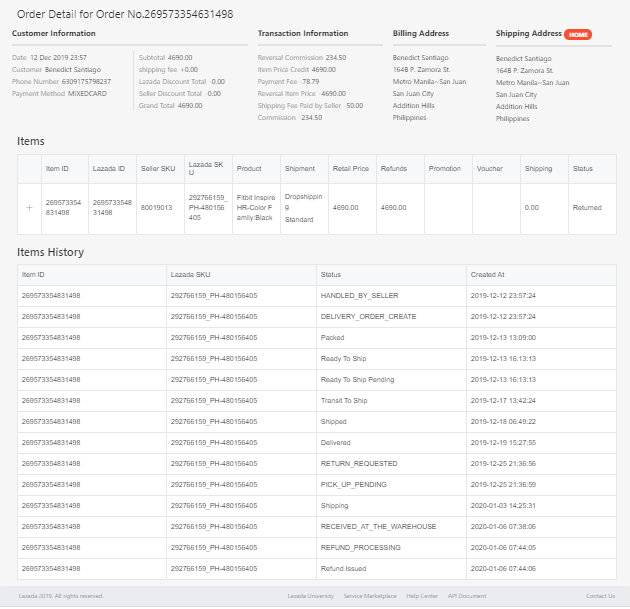 Order Detail for Order No.269573354631498
Customer Information
Transaction Information
Billing Address
Shipping Address HOME
Date 12 Dec 2019 23:57
Customer Benedict Santiago
Phone Number 6309175798237
Payment Method MIXEDCARD
Subtotal 4690.00
shipping fee +0.00
Lazada Discount Total -0.00
Seller Discount Total -0.00
Grand Total 4690.00
Reversal Commission 234.50
Item Price Credit 4690.00
Payment Fee -78.79
Reversal Item Price -4690.00
Shipping Fee Paid by Seller -50.00
Commission -234.50
Benedict Santiago
164B P. Zamora St.
Metro Manila~San Juan
San Juan City
Addition Hills
Philippines
Benedict Santiago
164B P. Zamora St.
Metro Manila~San Juan
San Juan City
Addition Hills
Philippines
Items
Item ID Lazada ID Seller SKU Lazada SK
U Product Shipment Retail Price Refunds Promotion Voucher Shipping Status
+ 269573354
831498
2695733548
31498
80019013
292766159_
PH-480156
405
Fitbit Inspire
HR-Color F
amily:Black
Dropshippin
g
Standard
4690.00 4690.00 0.00 Returned
Items History
Item ID Lazada SKU Status Created At
269573354831498 292766159_PH-480156405 HANDLED_BY_SELLER 2019-12-12 23:57:24
269573354831498 292766159_PH-480156405 DELIVERY_ORDER_CREATE 2019-12-12 23:57:24
269573354831498 292766159_PH-480156405 Packed 2019-12-13 13:09:00
269573354831498 292766159_PH-480156405 Ready To Ship 2019-12-13 16:13:13
269573354831498 292766159_PH-480156405 Ready To Ship Pending 2019-12-13 16:13:13
269573354831498 292766159_PH-480156405 Transit To Ship 2019-12-17 13:42:24
269573354831498 292766159_PH-480156405 Shipped 2019-12-18 06:49:22
269573354831498 292766159_PH-480156405 Delivered 2019-12-19 15:27:55
269573354831498 292766159_PH-480156405 RETURN_REQUESTED 2019-12-25 21:36:56
269573354831498 292766159_PH-480156405 PICK_UP_PENDING 2019-12-25 21:36:59
269573354831498 292766159_PH-480156405 Shipping 2020-01-03 14:25:31
269573354831498 292766159_PH-480156405 RECEIVED_AT_THE_WAREHOUSE 2020-01-06 07:38:06
269573354831498 292766159_PH-480156405 REFUND_PROCESSING 2020-01-06 07:44:05
269573354831498 292766159_PH-480156405 Refund Issued 2020-01-06 07:44:06
Lazada 2019. All rights reserved. Lazada University Service Marketplace Help Center API Document Contact Us